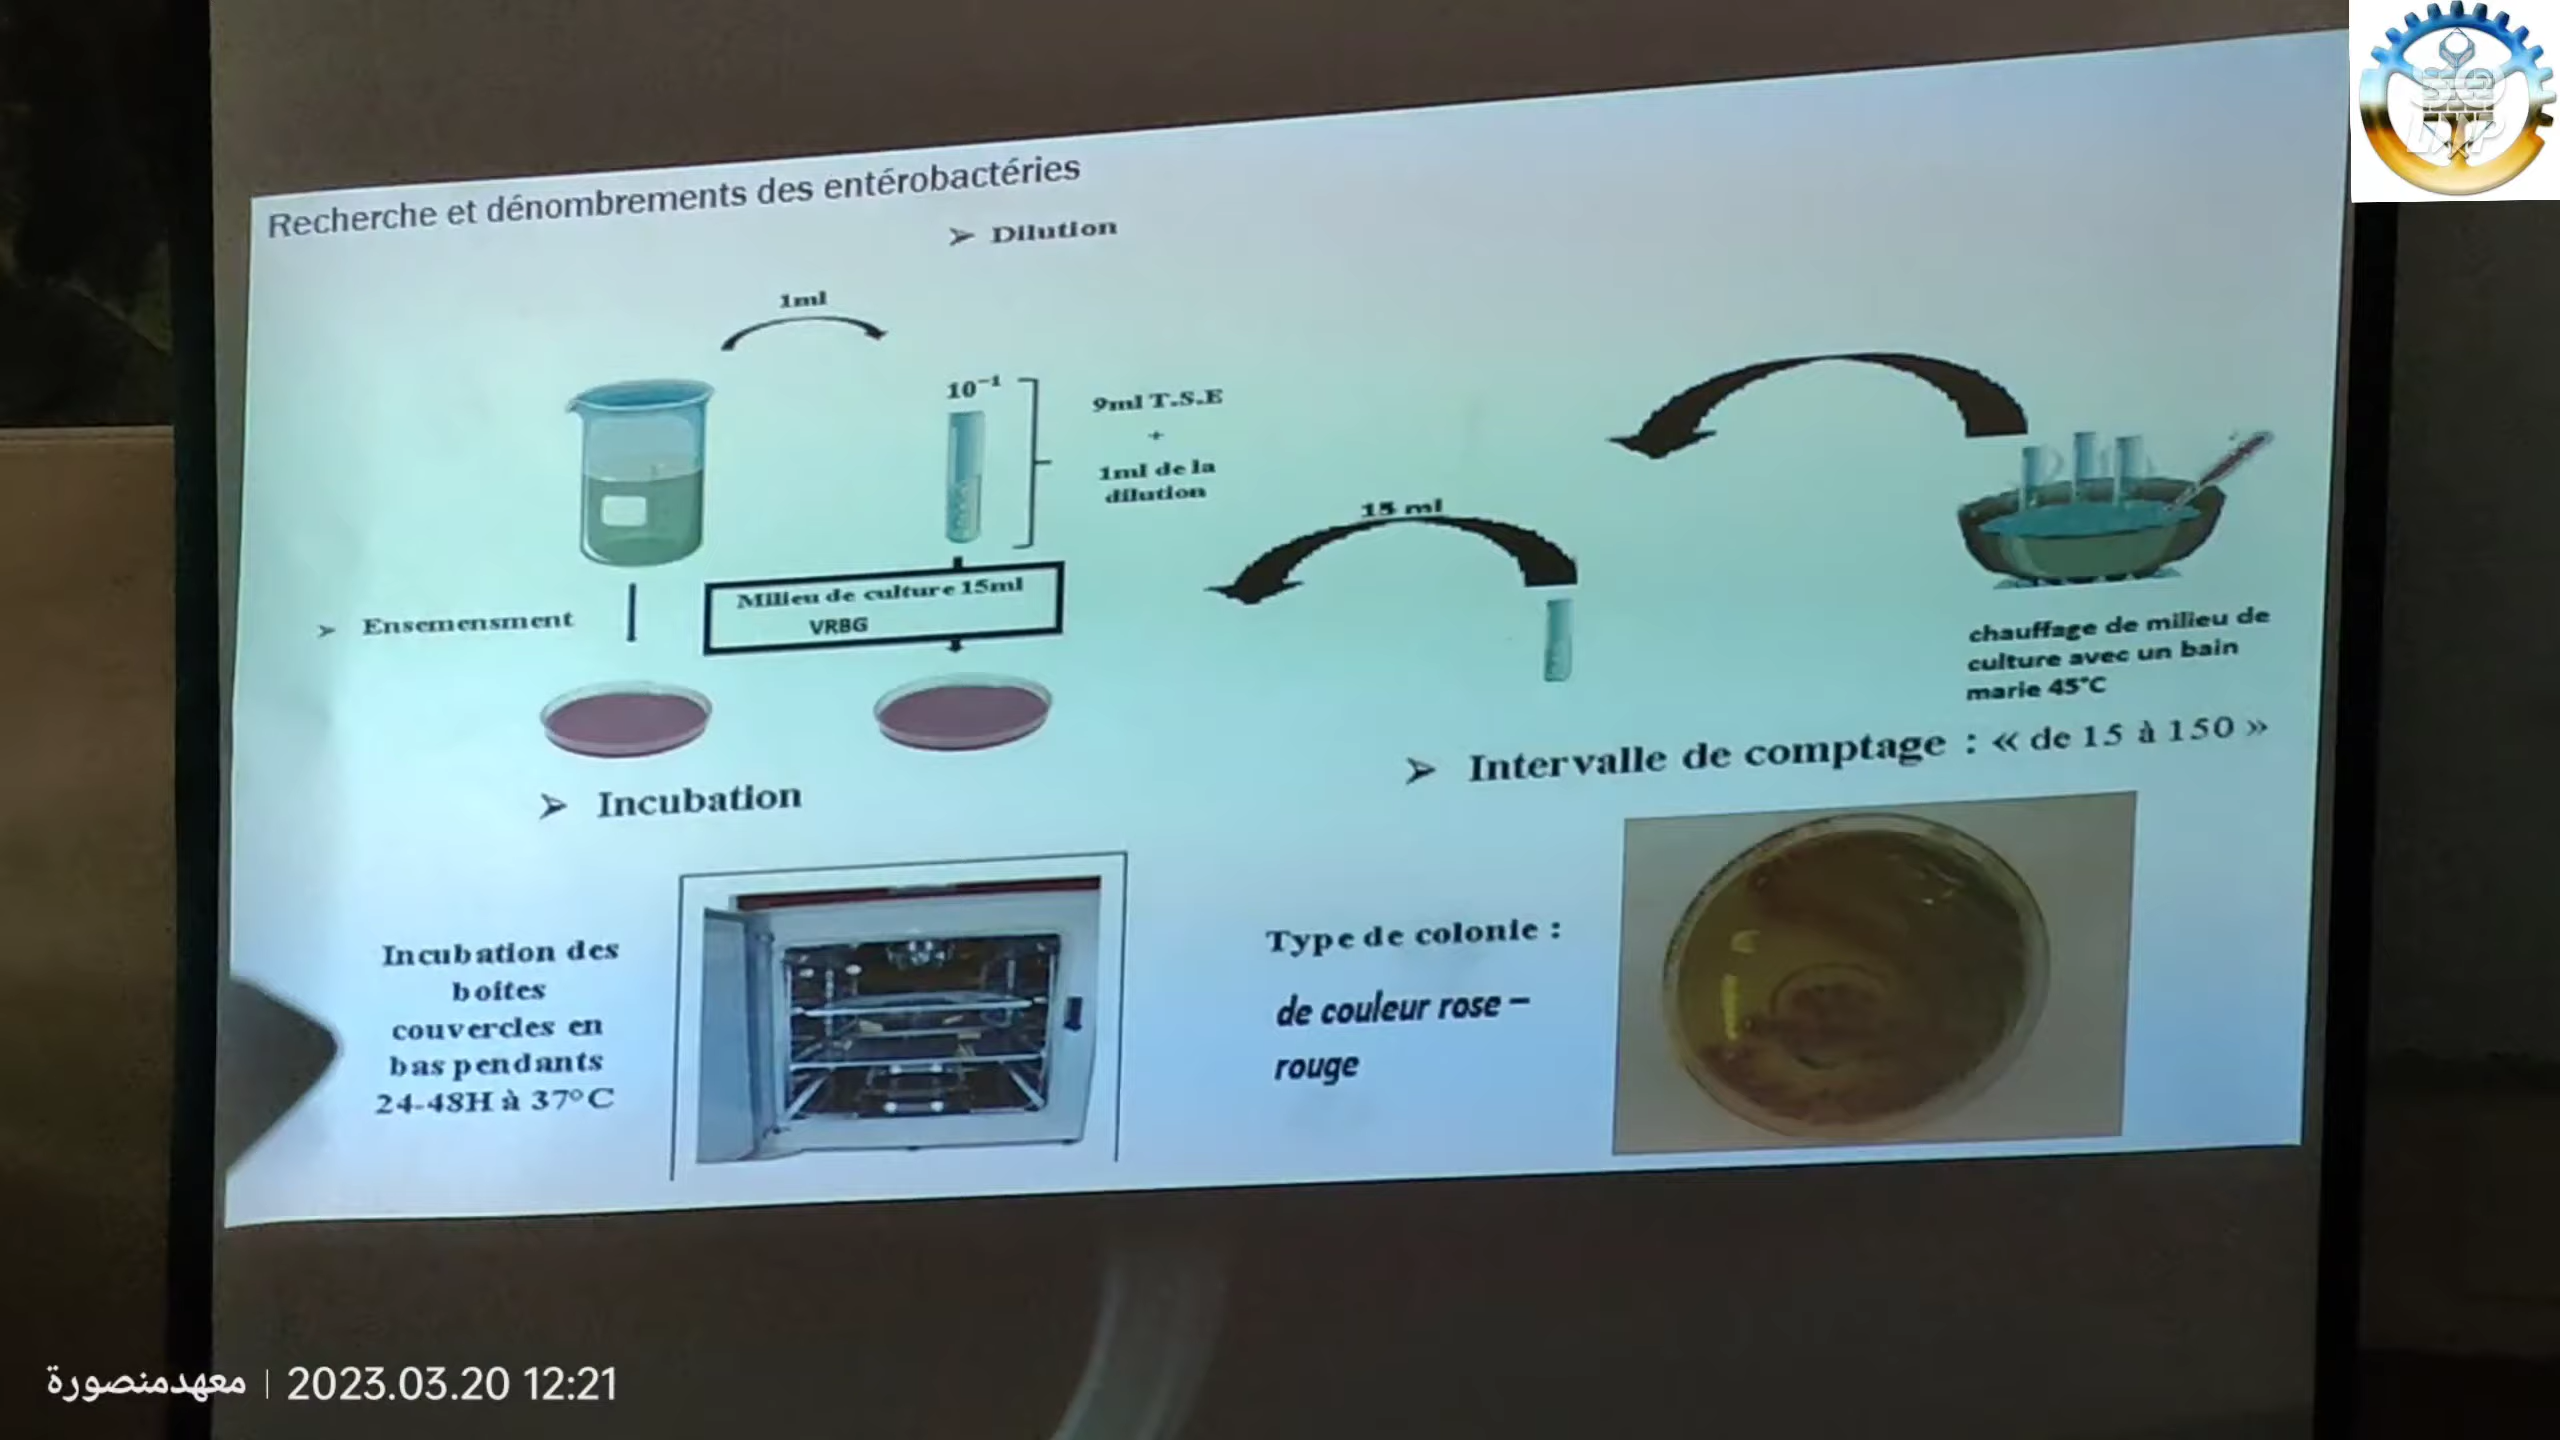 Recherche et dénombrements des entérobactéries
➢ Dilution
1ml
10⁻¹
9ml T.S.E
+
1ml de la
dilution
15 ml
Milieu de culture 15ml
VRBG
➢ Ensemensment
chauffage de milieu de
culture avec un bain
marie 45°C
➢ Incubation
➢ Intervalle de comptage : « de 15 à 150 »
Incubation des
boites
couvercles en
bas pendants
24-48H à 37°C
Type de colonie :
de couleur rose –
rouge
معهدمنصورة | 2023.03.20 12:21